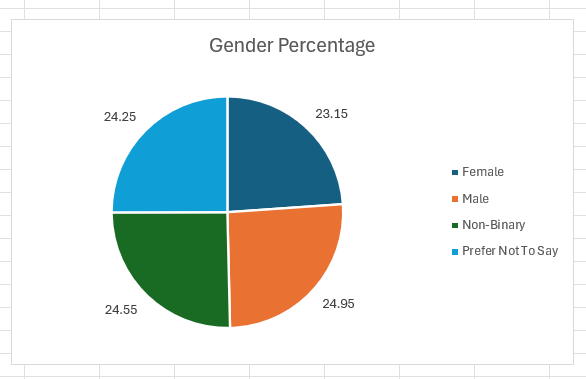 Gender Percentage
24.25
23.15
Female
Male
Non-Binary
Prefer Not To Say
24.55
24.95